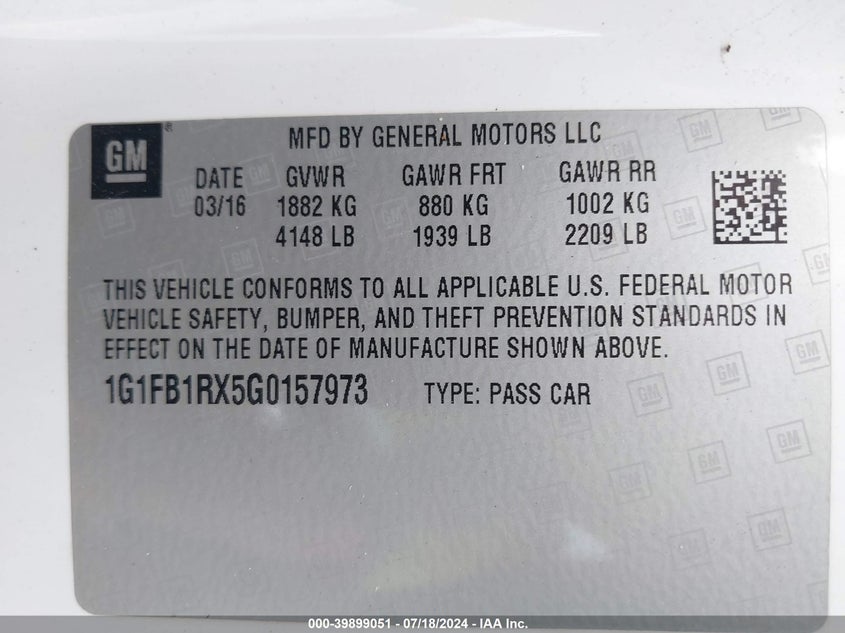 GM®
MFD BY GENERAL MOTORS LLC
DATE GVWR GAWR FRT GAWR RR
03/16 1882 KG 880 KG 1002 KG
4148 LB 1939 LB 2209 LB
THIS VEHICLE CONFORMS TO ALL APPLICABLE U.S. FEDERAL MOTOR
VEHICLE SAFETY, BUMPER, AND THEFT PREVENTION STANDARDS IN
EFFECT ON THE DATE OF MANUFACTURE SHOWN ABOVE.
1G1FB1RX5G0157973 TYPE: PASS CAR
000-39899051 - 07/18/2024 - IAA Inc.